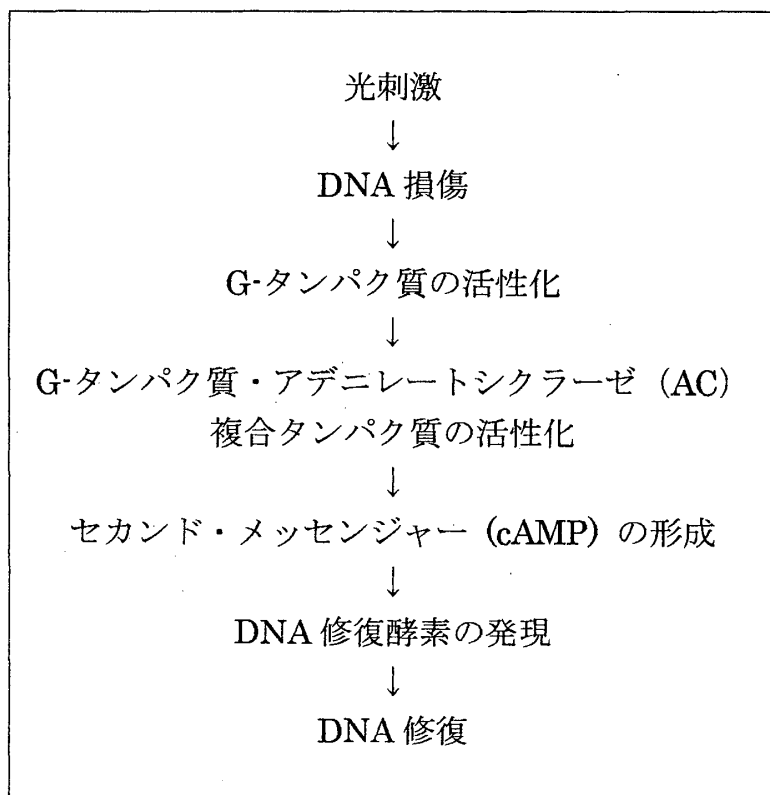 光刺激
↓
DNA 損傷
↓
G-タンパク質の活性化
↓
G-タンパク質・アデニレートシクラーゼ (AC)
複合タンパク質の活性化
↓
セカンド・メッセンジャー (cAMP) の形成
↓
DNA 修復酵素の発現
↓
DNA 修復